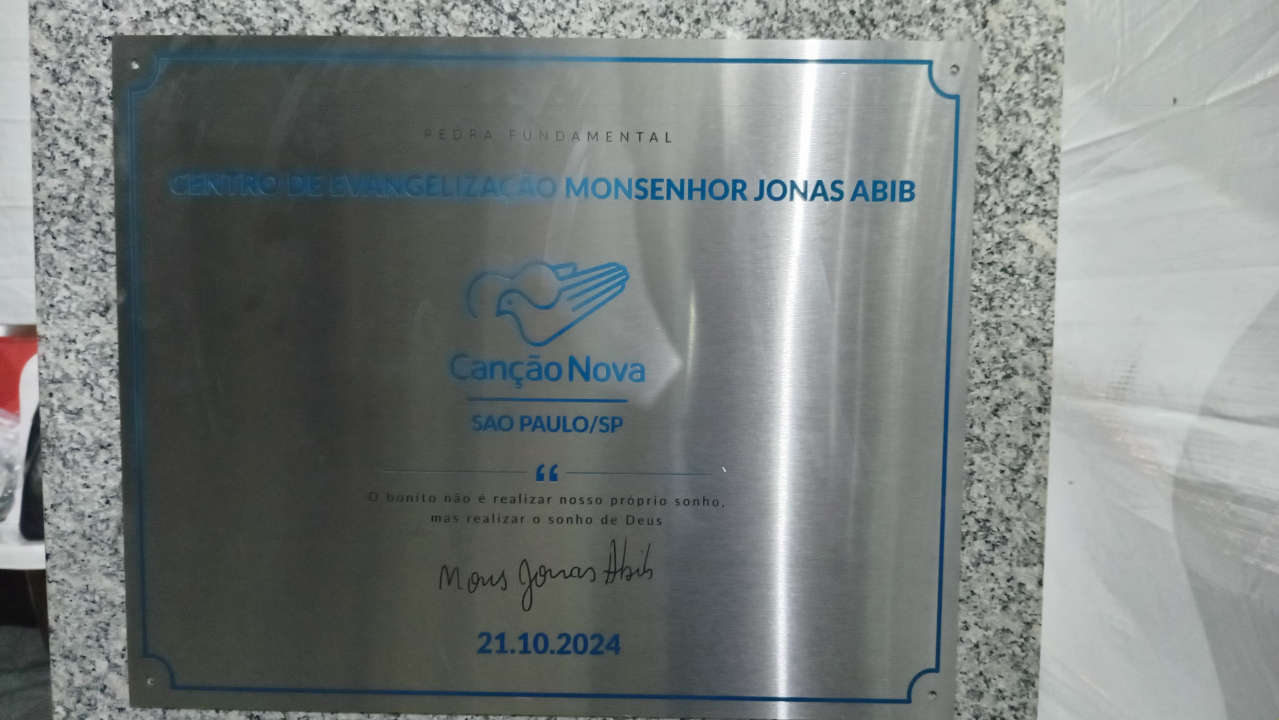 PEDRA FUNDAMENTAL
CENTRO DE EVANGELIZAÇÃO MONSENHOR JONAS ABIB
Canção Nova
SAO PAULO/SP
“
O bonito não é realizar nosso próprio sonho,
mas realizar o sonho de Deus
Mons Jonas Abib
21.10.2024